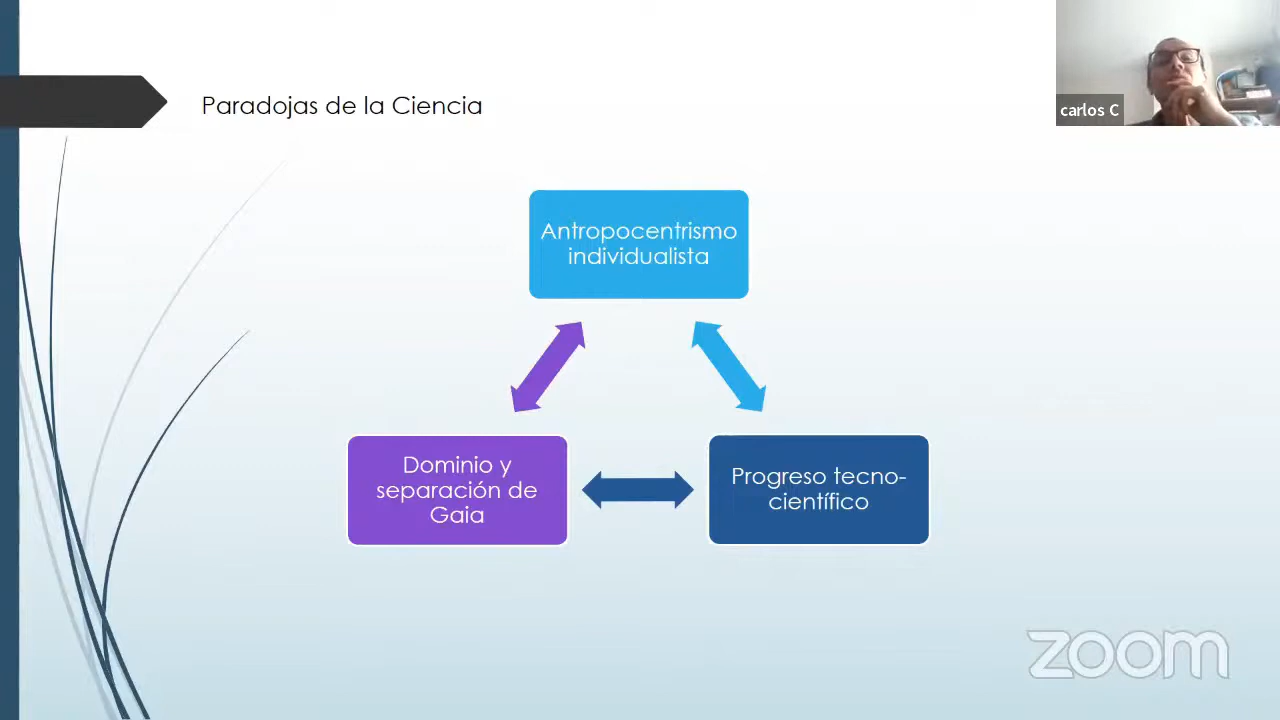 Paradojas de la Ciencia
carlos C
Antropocentrismo
individualista
Dominio y
separación de
Gaia
Progreso tecno-
científico
zoom